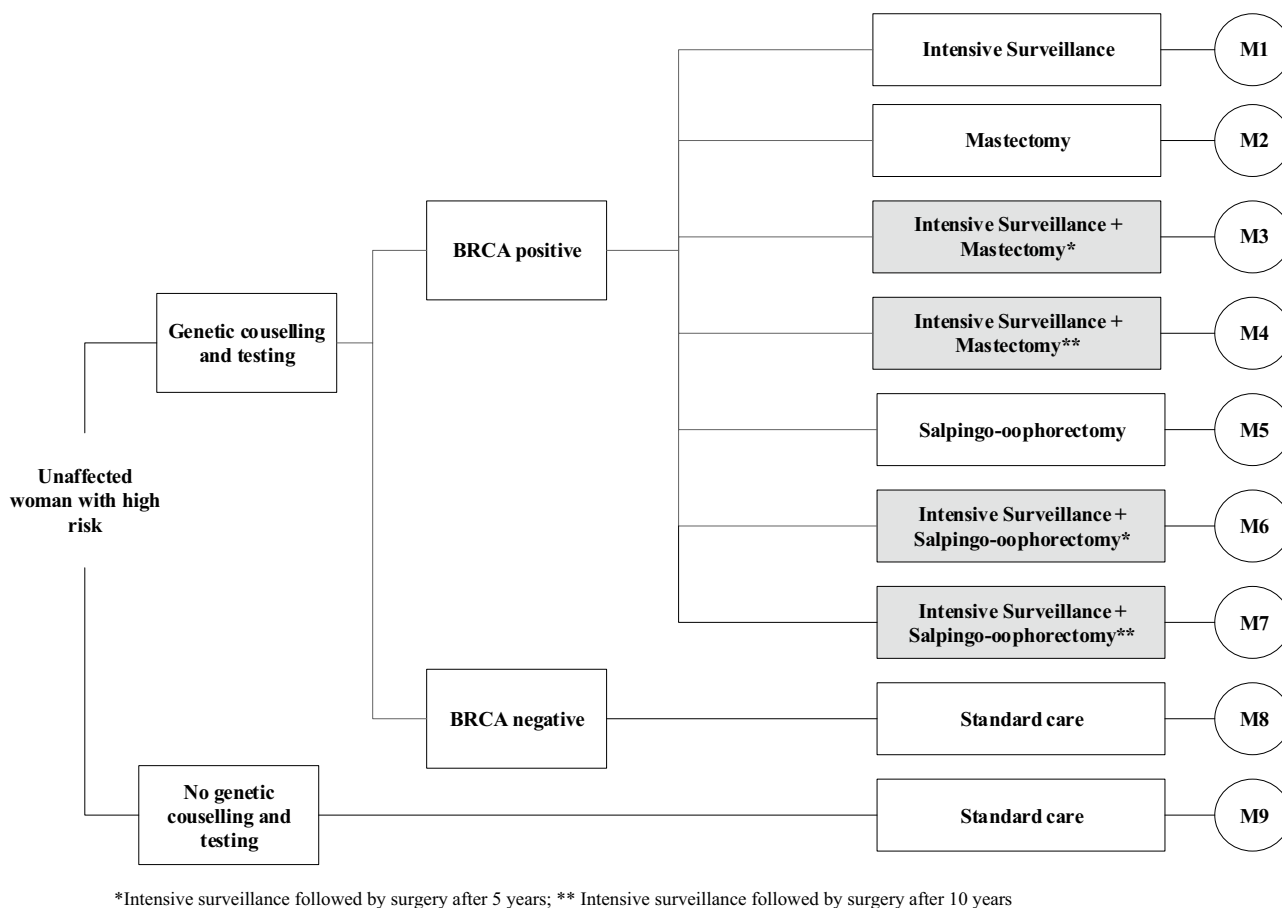 Intensive Surveillance
M1
Mastectomy
M2
Intensive Surveillance +
Mastectomy*
M3
BRCA positive
Genetic couselling
and testing
Intensive Surveillance +
Mastectomy**
M4
Salpingo-oophorectomy
M5
Unaffected
woman with high
risk
Intensive Surveillance +
Salpingo-oophorectomy*
M6
Intensive Surveillance +
Salpingo-oophorectomy**
M7
BRCA negative
Standard care
M8
No genetic
couselling and
testing
Standard care
M9
*Intensive surveillance followed by surgery after 5 years; ** Intensive surveillance followed by surgery after 10 years